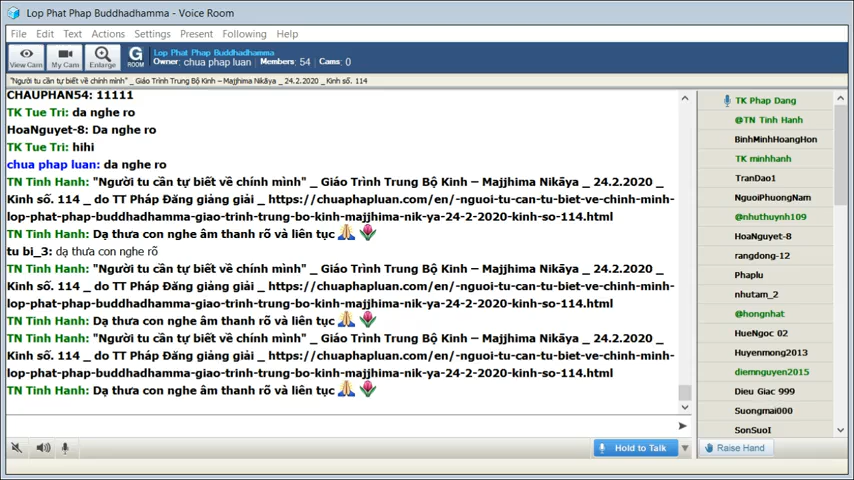 Lop Phat Phap Buddhadhamma - Voice Room
File Edit Text Actions Settings Present Following Help
View Cam My Cam Enlarge G ROOM Lop Phat Phap Buddhadhamma
Owner: chua phap luan Members: 54 Cams: 0
"Người tu cần tự biết về chính mình" _ Giáo Trình Trung Bộ Kinh – Majjhima Nikāya _ 24.2.2020 _ Kinh số. 114
CHAUPHAN54: 11111
TK Tue Tri: da nghe ro
HoaNguyet-8: Da nghe ro
TK Tue Tri: hihi
chua phap luan: da nghe ro
TN Tinh Hanh: "Người tu cần tự biết về chính mình" _ Giáo Trình Trung Bộ Kinh – Majjhima Nikāya _ 24.2.2020 _
Kinh số. 114 _ do TT Pháp Đăng giảng giải _ https://chuaphapluan.com/en/-nguoi-tu-can-tu-biet-ve-chinh-minh-
lop-phat-phap-buddhadhamma-giao-trinh-trung-bo-kinh-majjhima-nik-ya-24-2-2020-kinh-so-114.html
TN Tinh Hanh: Dạ thưa con nghe âm thanh rõ và liên tục 🙏 🌷
tu bi_3: dạ thưa con nghe rõ
TN Tinh Hanh: "Người tu cần tự biết về chính mình" _ Giáo Trình Trung Bộ Kinh – Majjhima Nikāya _ 24.2.2020 _
Kinh số. 114 _ do TT Pháp Đăng giảng giải _ https://chuaphapluan.com/en/-nguoi-tu-can-tu-biet-ve-chinh-minh-
lop-phat-phap-buddhadhamma-giao-trinh-trung-bo-kinh-majjhima-nik-ya-24-2-2020-kinh-so-114.html
TN Tinh Hanh: Dạ thưa con nghe âm thanh rõ và liên tục 🙏 🌷
TN Tinh Hanh: "Người tu cần tự biết về chính mình" _ Giáo Trình Trung Bộ Kinh – Majjhima Nikāya _ 24.2.2020 _
Kinh số. 114 _ do TT Pháp Đăng giảng giải _ https://chuaphapluan.com/en/-nguoi-tu-can-tu-biet-ve-chinh-minh-
lop-phat-phap-buddhadhamma-giao-trinh-trung-bo-kinh-majjhima-nik-ya-24-2-2020-kinh-so-114.html
TN Tinh Hanh: Dạ thưa con nghe âm thanh rõ và liên tục 🙏 🌷
TK Phap Dang
@TN Tinh Hanh
BinhMinhHoangHon
TK minhhanh
TranDao1
NguoiPhuongNam
@nhuthuynh109
HoaNguyet-8
rangdong-12
Phaplu
nhutam_2
@hongnhat
HueNgoc 02
Huyenmong2013
diemnguyen2015
Dieu Giac 999
Suongmai000
SonSuoI
Hold to Talk
Raise Hand